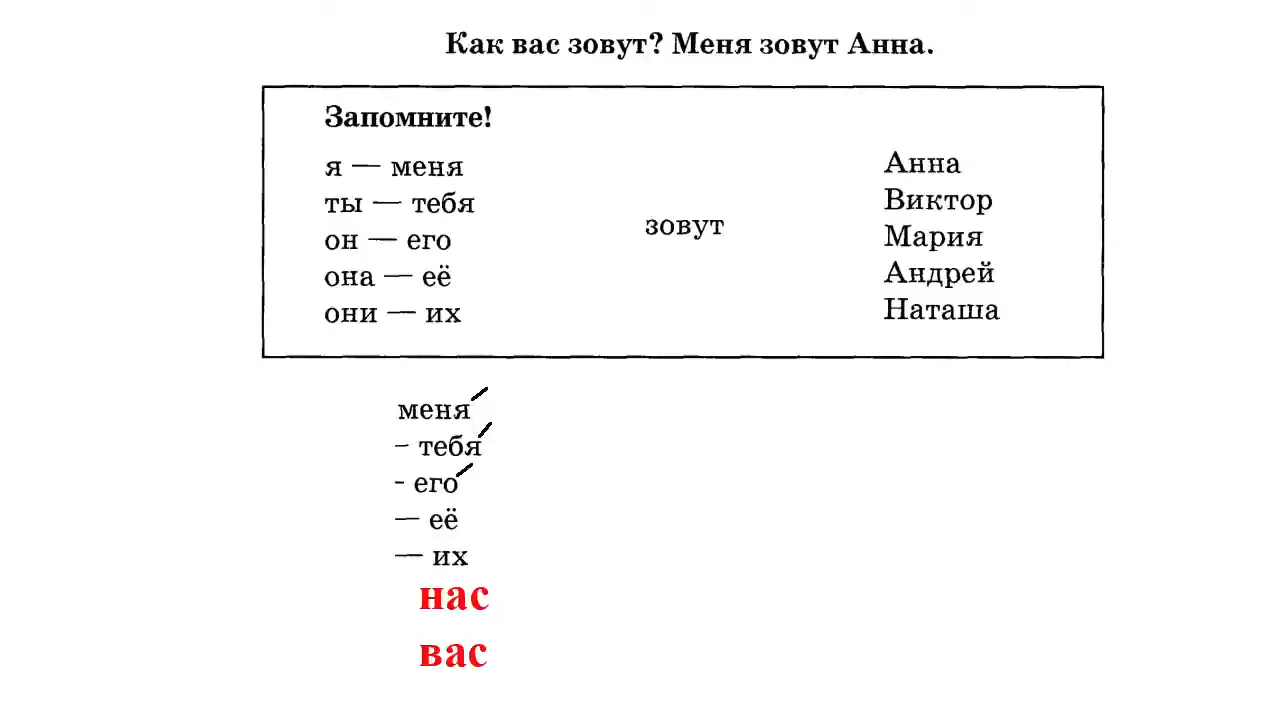 Как вас зовут? Меня зовут Анна.
Запомните!
я — меня
ты — тебя
он — его
она — её
они — их
зовут
Анна
Виктор
Мария
Андрей
Наташа
меня
- тебя
- его
— её
— их
нас
вас